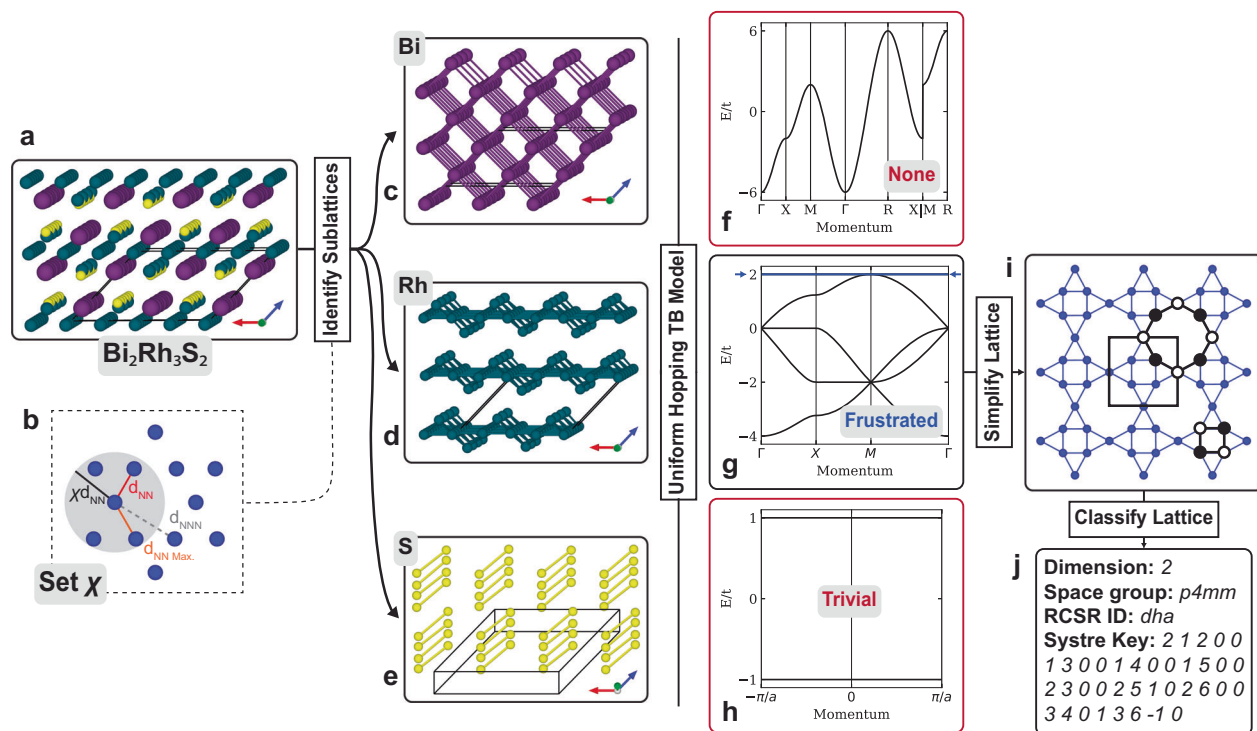 a
Bi₂Rh₃S₂
b
χd_NN
d_NN
d_NNN
d_NN Max.
Set χ
Identify Sublattices
Bi
c
Rh
d
S
e
Uniform Hopping TB Model
6
0
−6
E/t
Γ X M Γ R X|M R
Momentum
None
f
2
0
−2
−4
E/t
Γ X M Γ
Momentum
Frustrated
g
1
0
−1
E/t
−π/a 0 π/a
Momentum
Trivial
h
Simplify Lattice
i
Classify Lattice
j
Dimension: 2
Space group: p4mm
RCSR ID: dha
Systre Key: 2 1 2 0 0
1 3 0 0 1 4 0 0 1 5 0 0
2 3 0 0 2 5 1 0 2 6 0 0
3 4 0 1 3 6 -1 0